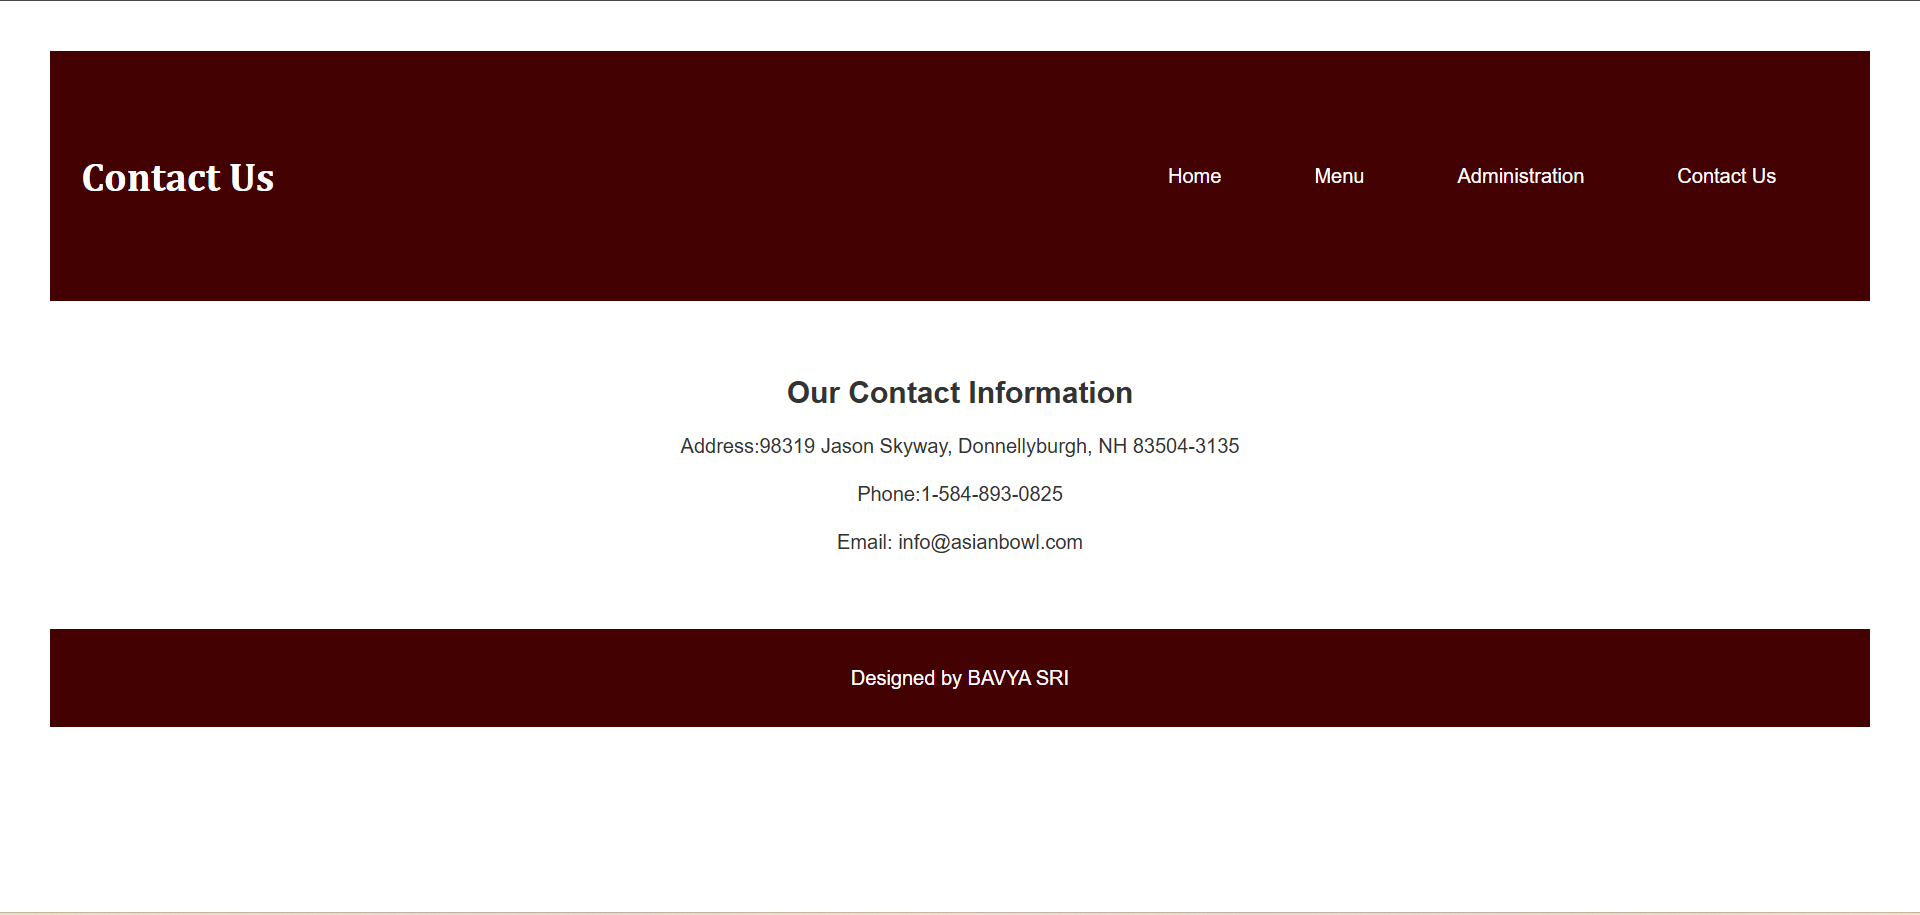 Contact Us
Home Menu Administration Contact Us
Our Contact Information
Address:98319 Jason Skyway, Donnellyburgh, NH 83504-3135
Phone:1-584-893-0825
Email: info@asianbowl.com
Designed by BAVYA SRI